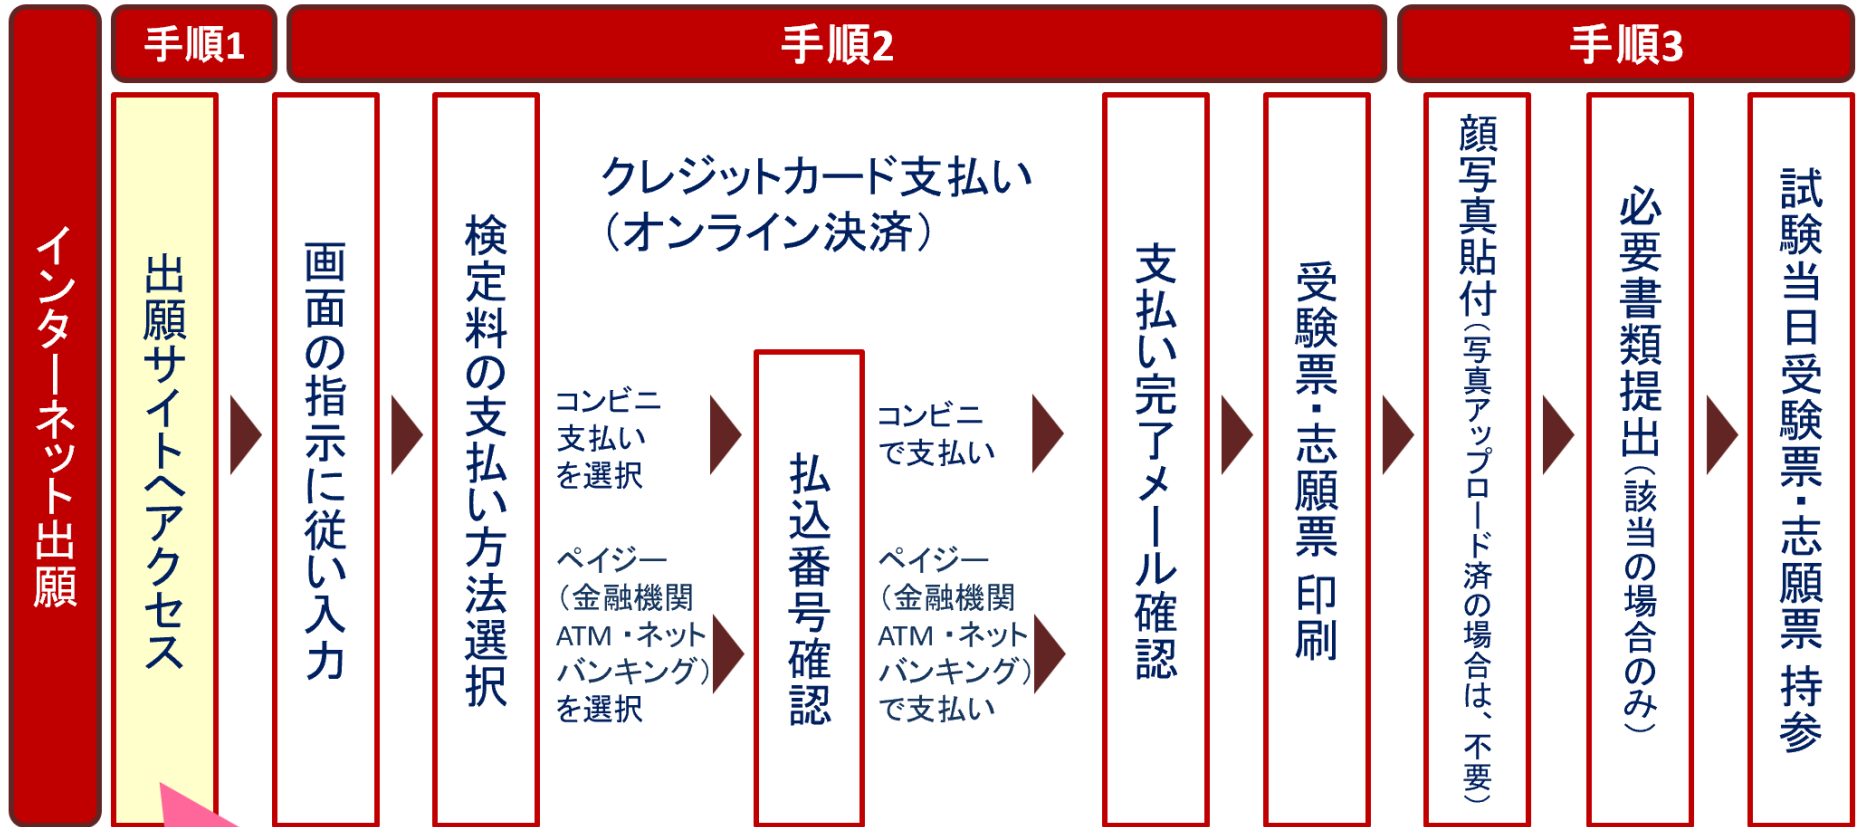 インターネット出願
手順1
手順2
手順3
出願サイトへアクセス
画面の指示に従い入力
検定料の支払い方法選択
クレジットカード支払い
（オンライン決済）
コンビニ
支払い
を選択
ペイジー
（金融機関
ATM・ネット
バンキング）
を選択
払込番号確認
コンビニ
で支払い
ペイジー
（金融機関
ATM・ネット
バンキング）
で支払い
支払い完了メール確認
受験票・志願票 印刷
顔写真貼付（写真アップロード済の場合は、不要）
必要書類提出（該当の場合のみ）
試験当日受験票・志願票 持参